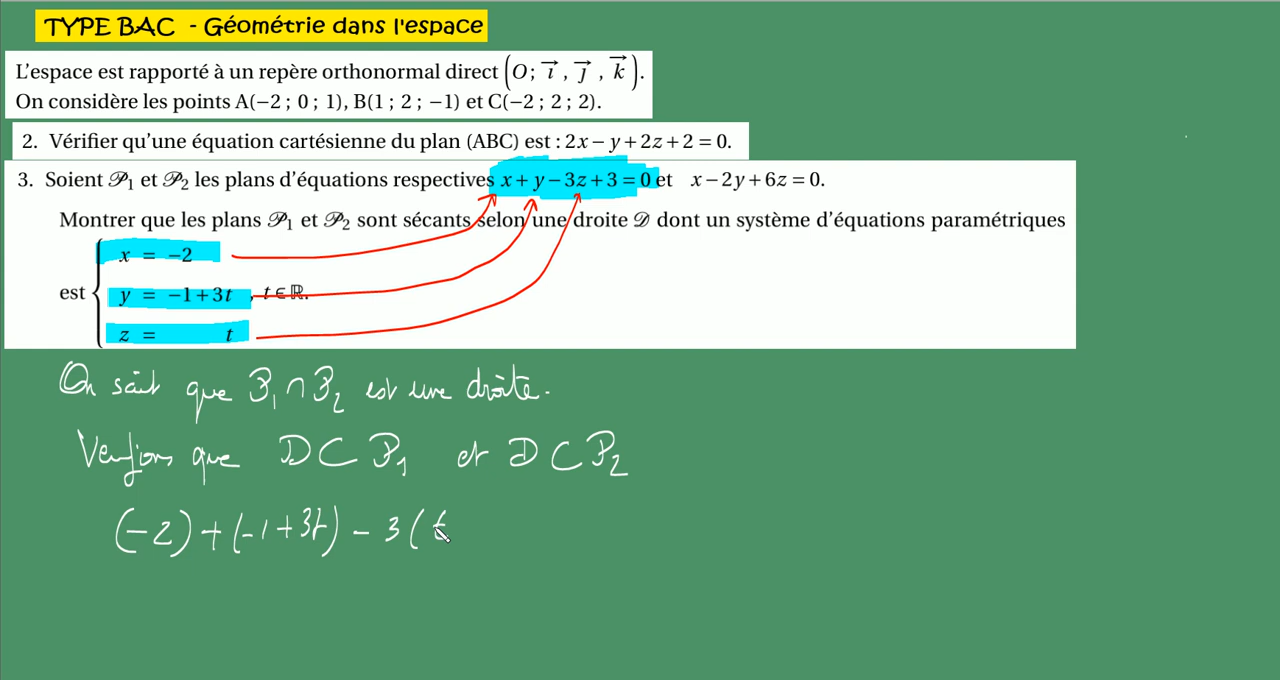 TYPE BAC - Géométrie dans l'espace
L'espace est rapporté à un repère orthonormal direct (O; i⃗, j⃗, k⃗).
On considère les points A(−2 ; 0 ; 1), B(1 ; 2 ; −1) et C(−2 ; 2 ; 2).
2. Vérifier qu'une équation cartésienne du plan (ABC) est : 2x − y + 2z + 2 = 0.
3. Soient 𝒫₁ et 𝒫₂ les plans d'équations respectives x + y − 3z + 3 = 0 et x − 2y + 6z = 0.
Montrer que les plans 𝒫₁ et 𝒫₂ sont sécants selon une droite 𝒟 dont un système d'équations paramétriques
x = −2
est { y = −1 + 3t , t ∈ ℝ.
z = t
On sait que P₁ ∩ P₂ est une droite.
Verifions que D ⊂ P₁ et D ⊂ P₂
(−2) + (−1 + 3t) − 3 ( t